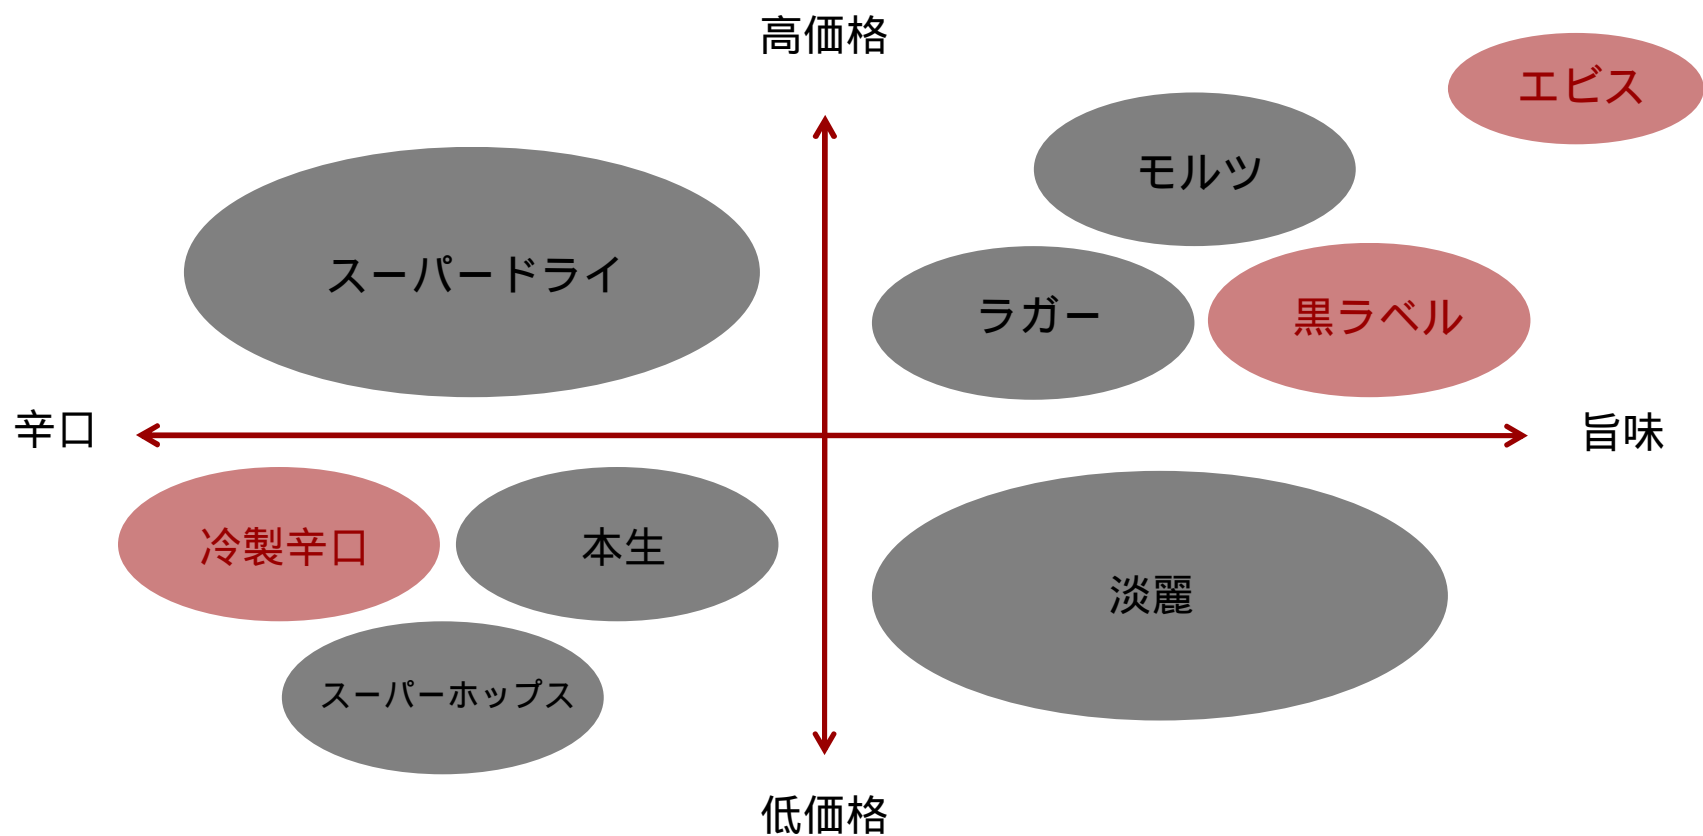 高価格
エビス
モルツ
スーパードライ
ラガー
黒ラベル
辛口
旨味
冷製辛口
本生
淡麗
スーパーホップス
低価格